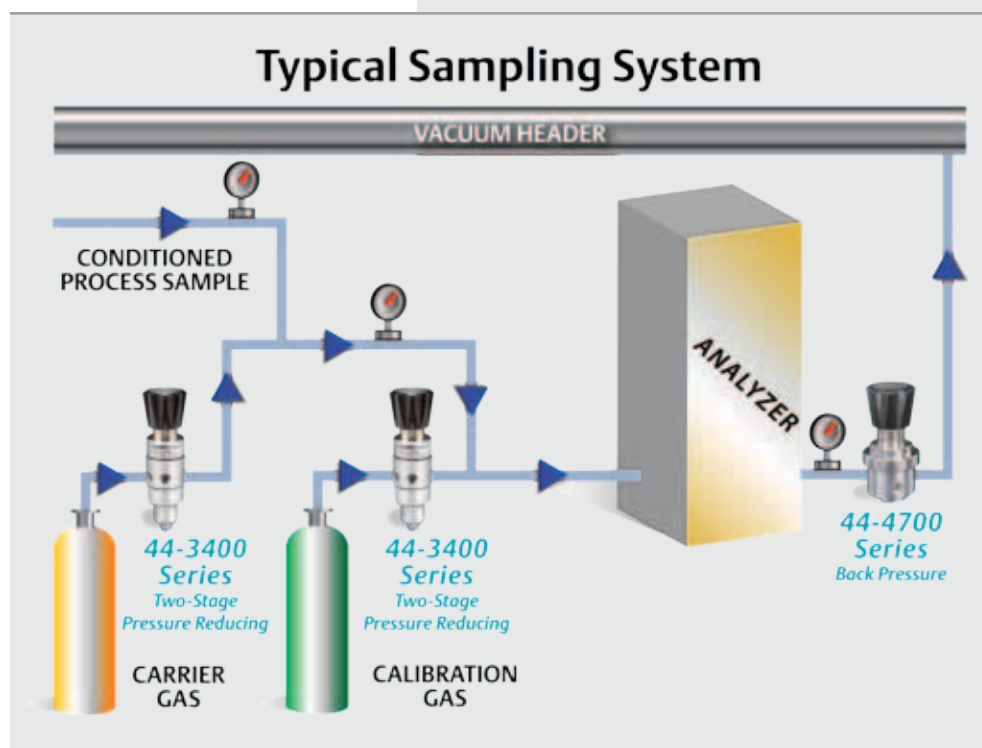 Typical Sampling System
VACUUM HEADER
CONDITIONED
PROCESS SAMPLE
ANALYZER
44-3400
Series
Two-Stage
Pressure Reducing
44-3400
Series
Two-Stage
Pressure Reducing
44-4700
Series
Back Pressure
CARRIER
GAS
CALIBRATION
GAS